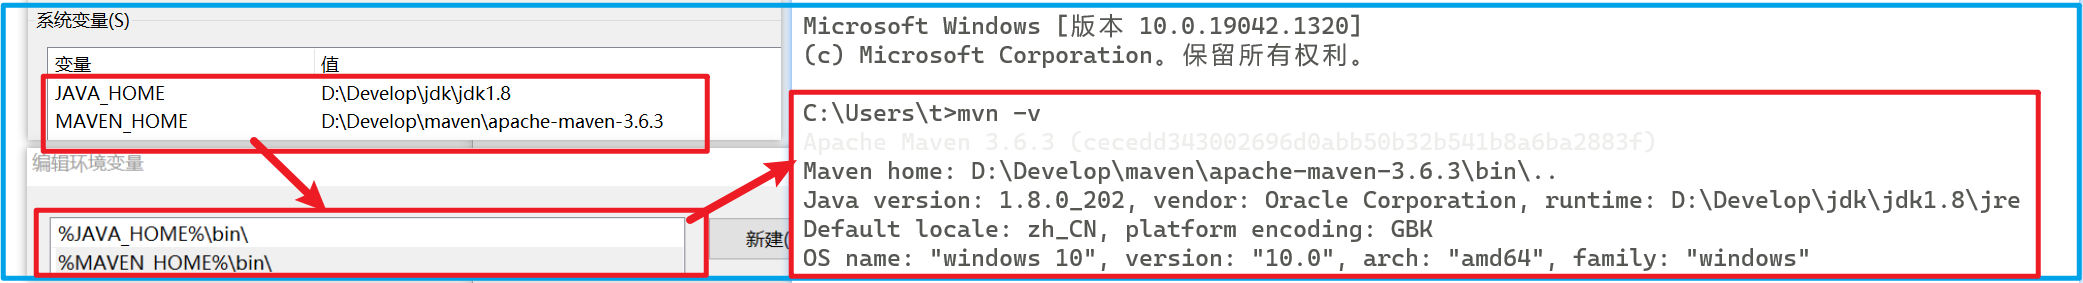 系统变量(S)
变量 值
JAVA_HOME D:\Develop\jdk\jdk1.8
MAVEN_HOME D:\Develop\maven\apache-maven-3.6.3
编辑环境变量
%JAVA_HOME%\bin\
%MAVEN_HOME%\bin\
新建(
Microsoft Windows [版本 10.0.19042.1320]
(c) Microsoft Corporation。保留所有权利。
C:\Users\t>mvn -v
Apache Maven 3.6.3 (cecedd343002696d0abb50b32b541b8a6ba2883f)
Maven home: D:\Develop\maven\apache-maven-3.6.3\bin\..
Java version: 1.8.0_202, vendor: Oracle Corporation, runtime: D:\Develop\jdk\jdk1.8\jre
Default locale: zh_CN, platform encoding: GBK
OS name: "windows 10", version: "10.0", arch: "amd64", family: "windows"